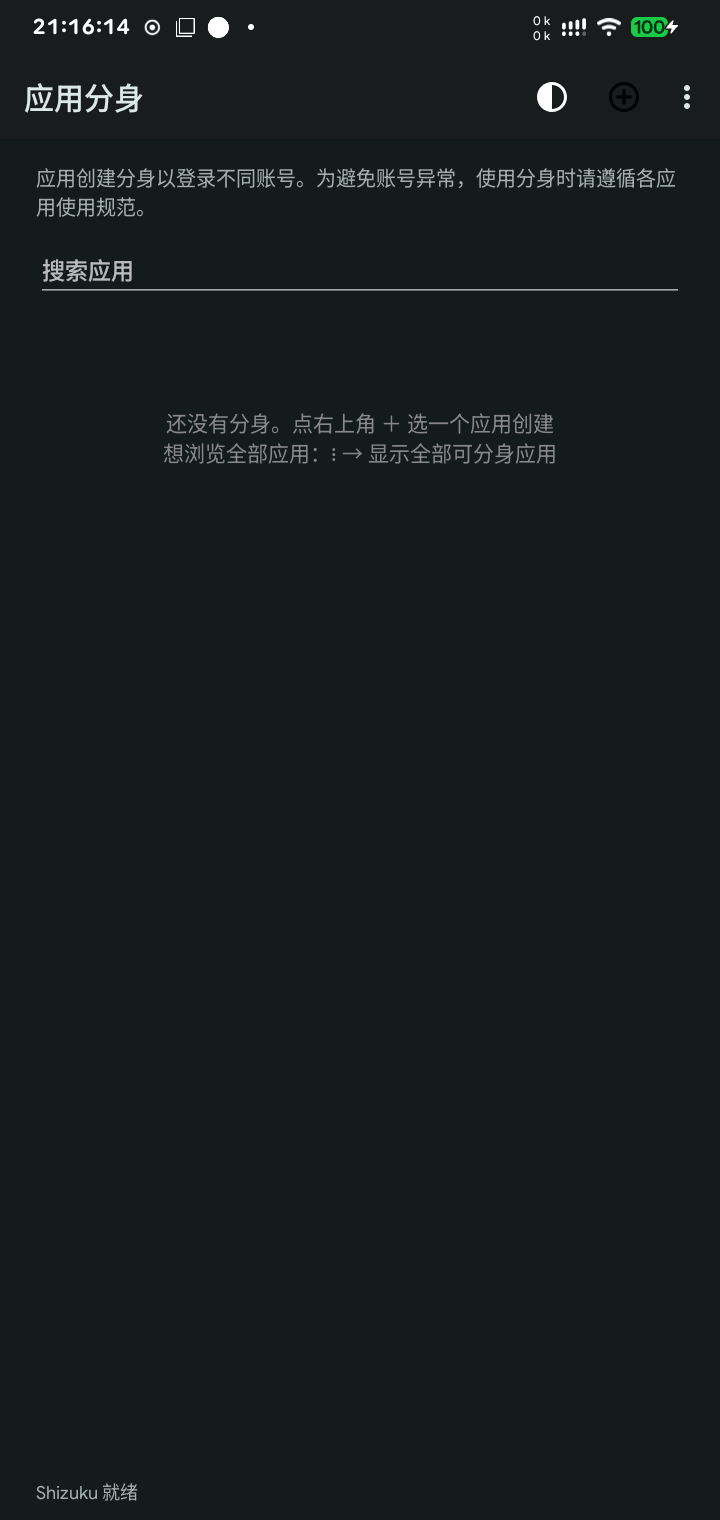 21:16:14
0 k
0 k
100
应用分身
应用创建分身以登录不同账号。为避免账号异常，使用分身时请遵循各应
用使用规范。
搜索应用
还没有分身。点右上角 ＋ 选一个应用创建
想浏览全部应用：⋮ → 显示全部可分身应用
Shizuku 就绪